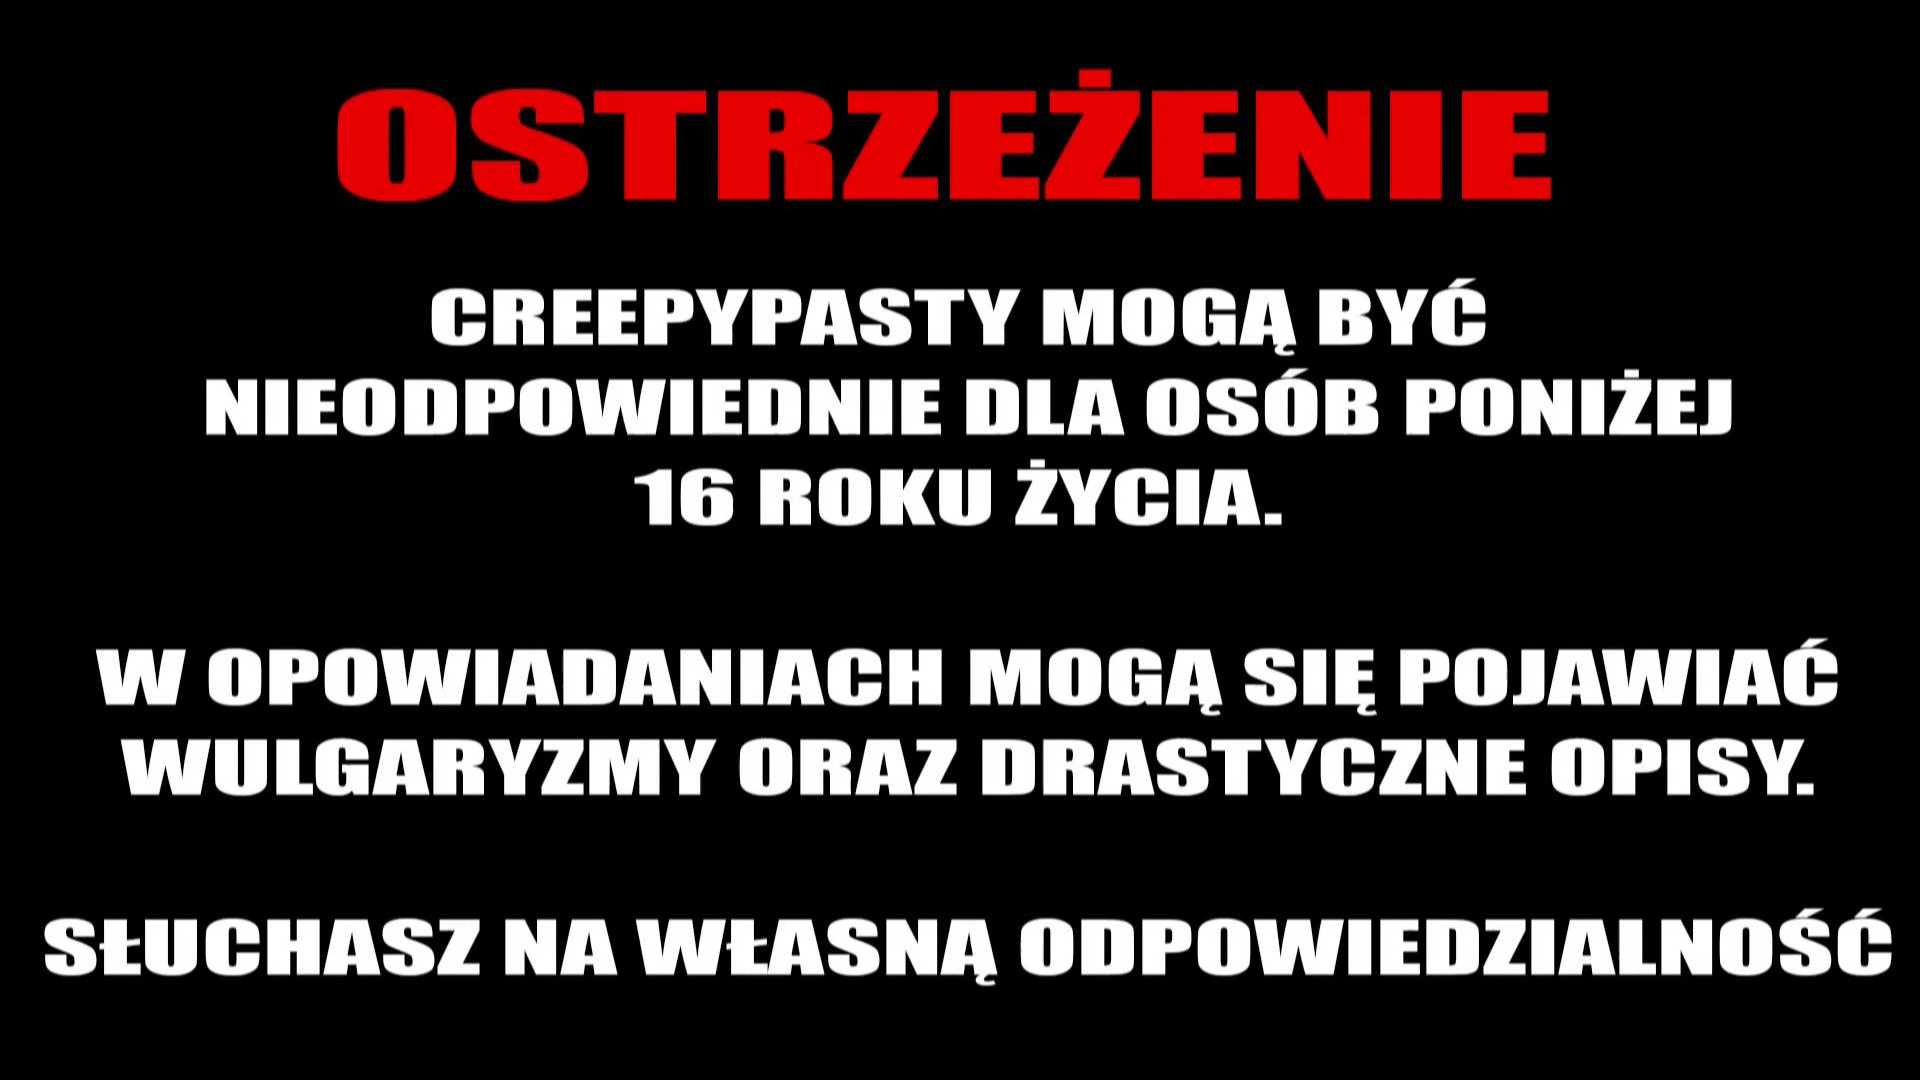 OSTRZEŻENIE
CREEPYPASTY MOGĄ BYĆ
NIEODPOWIEDNIE DLA OSÓB PONIŻEJ
16 ROKU ŻYCIA.
W OPOWIADANIACH MOGĄ SIĘ POJAWIAĆ
WULGARYZMY ORAZ DRASTYCZNE OPISY.
SŁUCHASZ NA WŁASNĄ ODPOWIEDZIALNOŚĆ